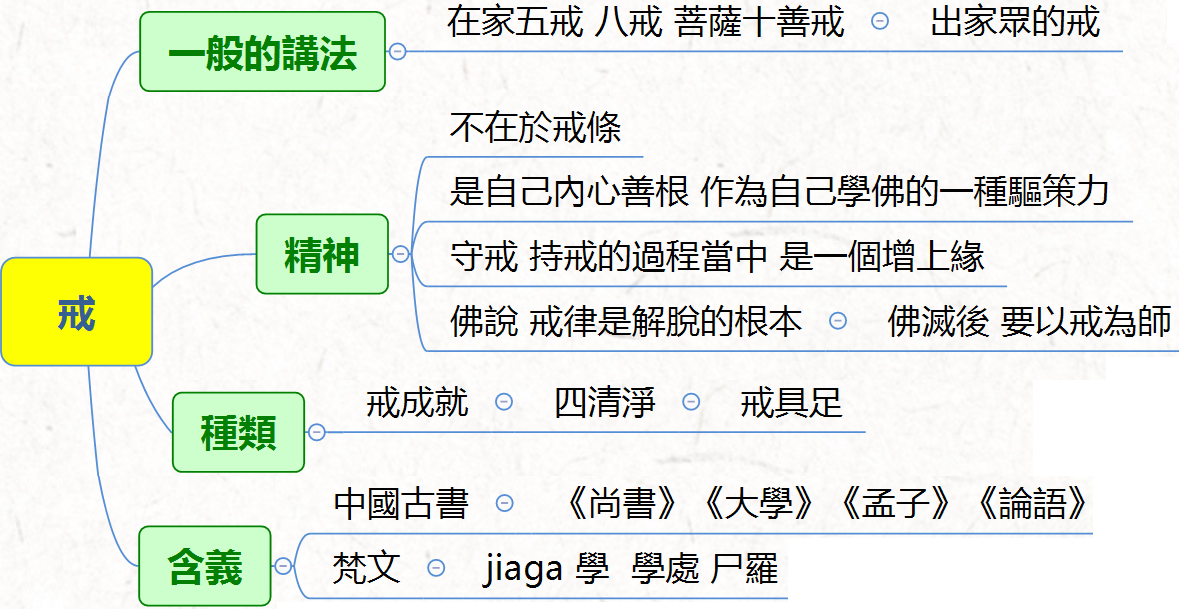 戒
一般的講法
在家五戒 八戒 菩薩十善戒 出家眾的戒
精神
不在於戒條
是自己內心善根 作為自己學佛的一種驅策力
守戒 持戒的過程當中 是一個增上緣
佛說 戒律是解脫的根本 佛滅後 要以戒為師
種類
戒成就 四清淨 戒具足
含義
中國古書 《尚書》《大學》《孟子》《論語》
梵文 jiaga 學 學處 尸羅